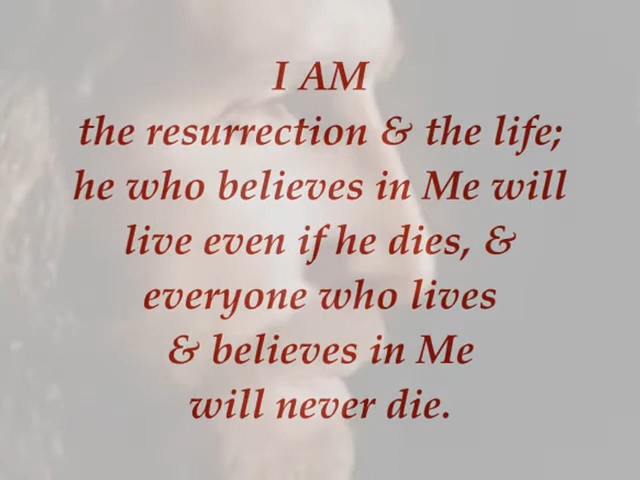 I AM
the resurrection & the life;
he who believes in Me will
live even if he dies, &
everyone who lives
& believes in Me
will never die.